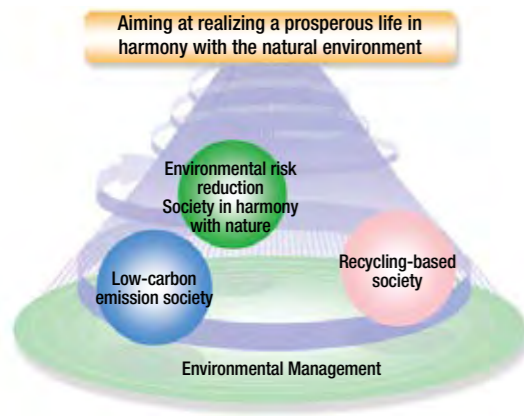 Aiming at realizing a prosperous life in
harmony with the natural environment
Environmental risk
reduction
Society in harmony
with nature
Low-carbon
emission society
Recycling-based
society
Environmental Management